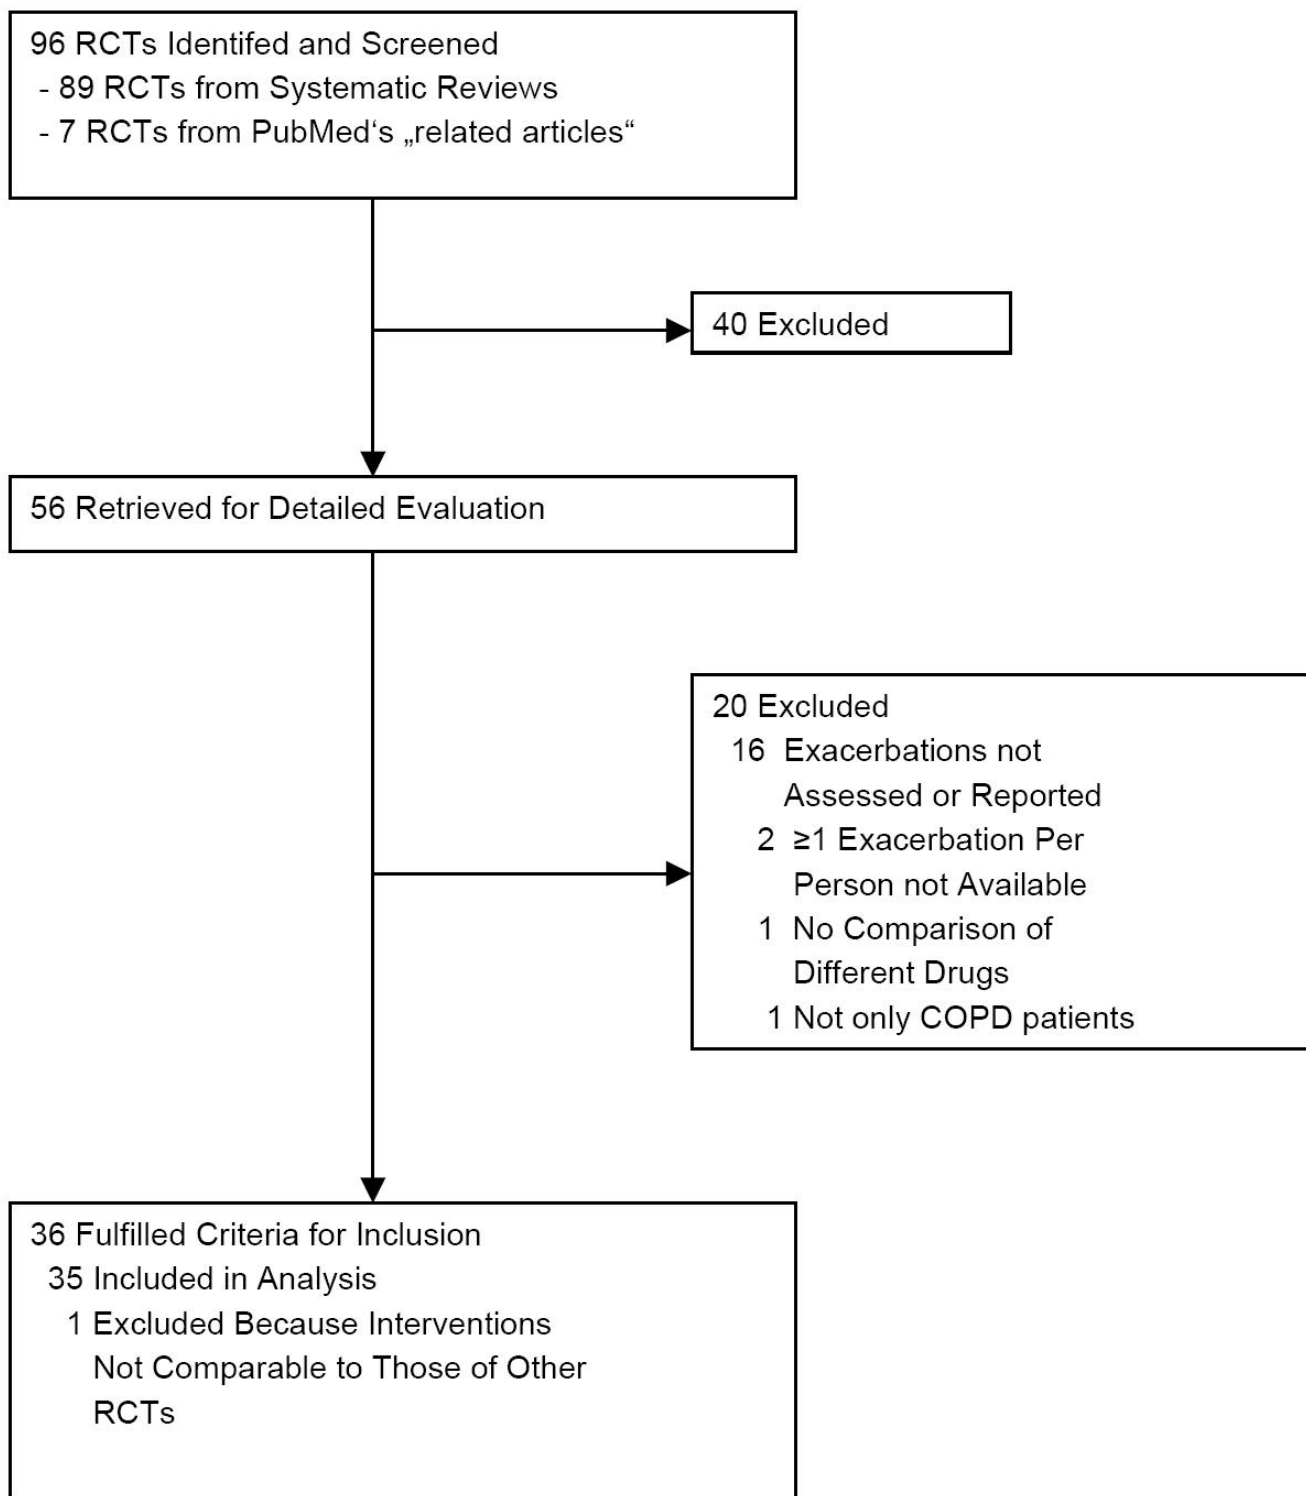 96 RCTs Identifed and Screened
- 89 RCTs from Systematic Reviews
- 7 RCTs from PubMed‘s „related articles“
40 Excluded
56 Retrieved for Detailed Evaluation
20 Excluded
16 Exacerbations not
Assessed or Reported
2 ≥1 Exacerbation Per
Person not Available
1 No Comparison of
Different Drugs
1 Not only COPD patients
36 Fulfilled Criteria for Inclusion
35 Included in Analysis
1 Excluded Because Interventions
Not Comparable to Those of Other
RCTs